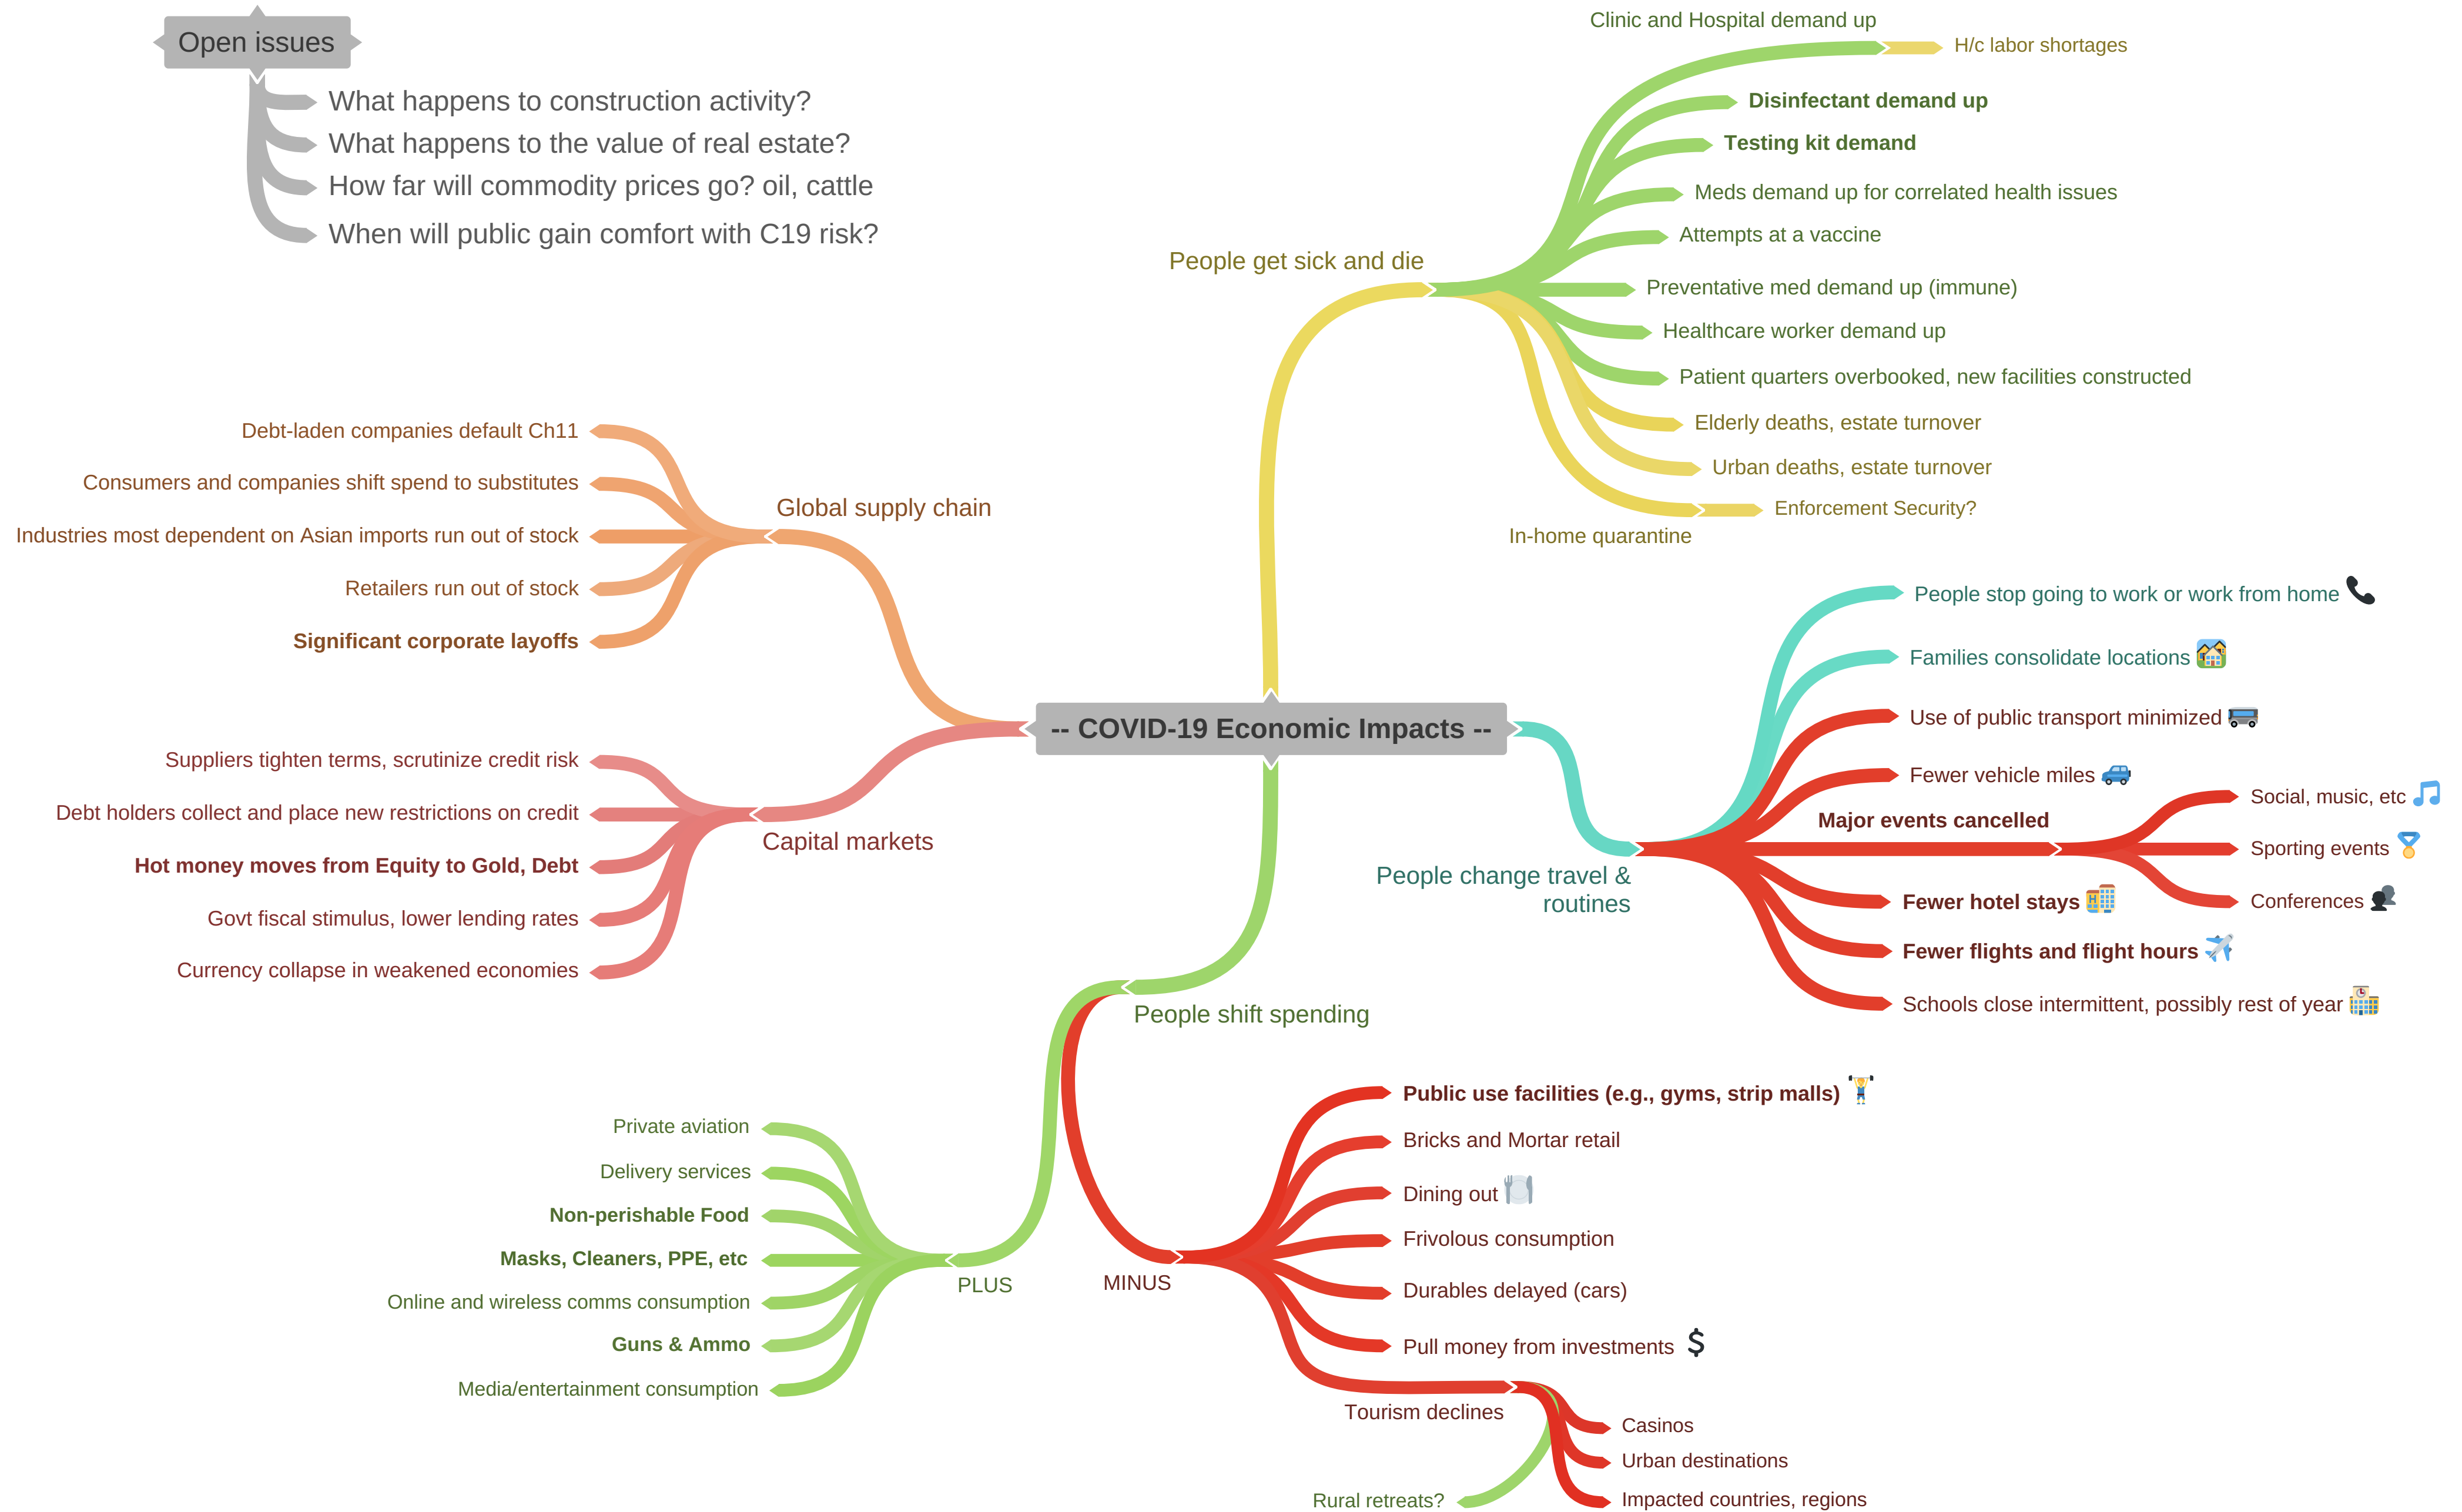 Open issues
What happens to construction activity?
What happens to the value of real estate?
How far will commodity prices go? oil, cattle
When will public gain comfort with C19 risk?
-- COVID-19 Economic Impacts --
People get sick and die
Clinic and Hospital demand up
H/c labor shortages
Disinfectant demand up
Testing kit demand
Meds demand up for correlated health issues
Attempts at a vaccine
Preventative med demand up (immune)
Healthcare worker demand up
Patient quarters overbooked, new facilities constructed
Elderly deaths, estate turnover
Urban deaths, estate turnover
In-home quarantine
Enforcement Security?
People change travel &
routines
People stop going to work or work from home
Families consolidate locations
Use of public transport minimized
Fewer vehicle miles
Major events cancelled
Social, music, etc
Sporting events
Conferences
Fewer hotel stays
Fewer flights and flight hours
Schools close intermittent, possibly rest of year
Global supply chain
Debt-laden companies default Ch11
Consumers and companies shift spend to substitutes
Industries most dependent on Asian imports run out of stock
Retailers run out of stock
Significant corporate layoffs
Capital markets
Suppliers tighten terms, scrutinize credit risk
Debt holders collect and place new restrictions on credit
Hot money moves from Equity to Gold, Debt
Govt fiscal stimulus, lower lending rates
Currency collapse in weakened economies
People shift spending
PLUS
Private aviation
Delivery services
Non-perishable Food
Masks, Cleaners, PPE, etc
Online and wireless comms consumption
Guns & Ammo
Media/entertainment consumption
MINUS
Public use facilities (e.g., gyms, strip malls)
Bricks and Mortar retail
Dining out
Frivolous consumption
Durables delayed (cars)
Pull money from investments $
Tourism declines
Casinos
Urban destinations
Impacted countries, regions
Rural retreats?